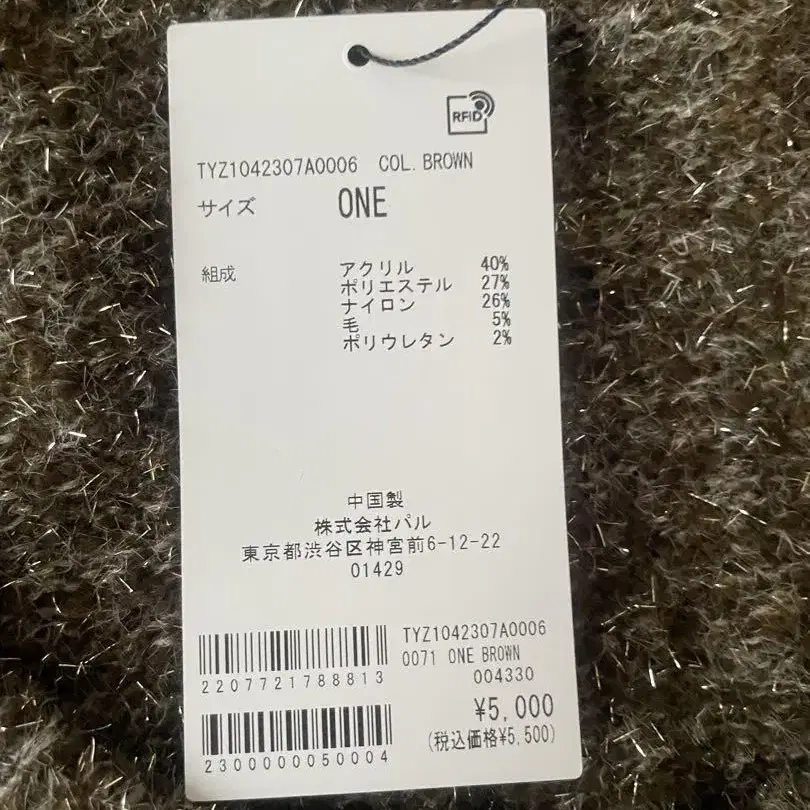 RFID
TYZ1042307A0006 COL. BROWN
サイズ ONE
組成 アクリル 40%
ポリエステル 27%
ナイロン 26%
毛 5%
ポリウレタン 2%
中国製
株式会社パル
東京都渋谷区神宮前6-12-22
01429
TYZ1042307A0006
0071 ONE BROWN
2207721788813
004330
¥5,000
(税込価格¥5,500)
2300000050004